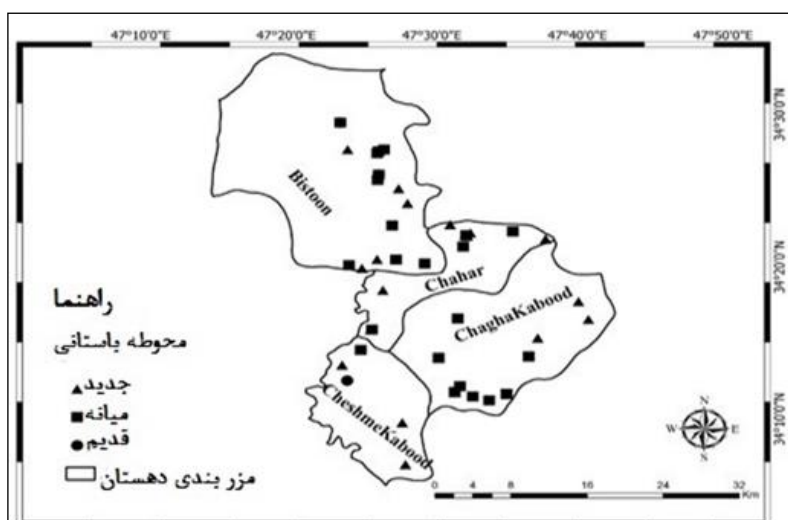 47°10'0"E 47°20'0"E 47°30'0"E 47°40'0"E 47°50'0"E
34°30'0"N
Bistoon
34°20'0"N
Chahar
ChaghaKabood
راهنما
محوطه باستانی
جدید
میانه
قدیم
مزر بندی دهستان
CheshmeKabood
34°10'0"N
N
W E
S
0 2 4 8 16 24 32
Km